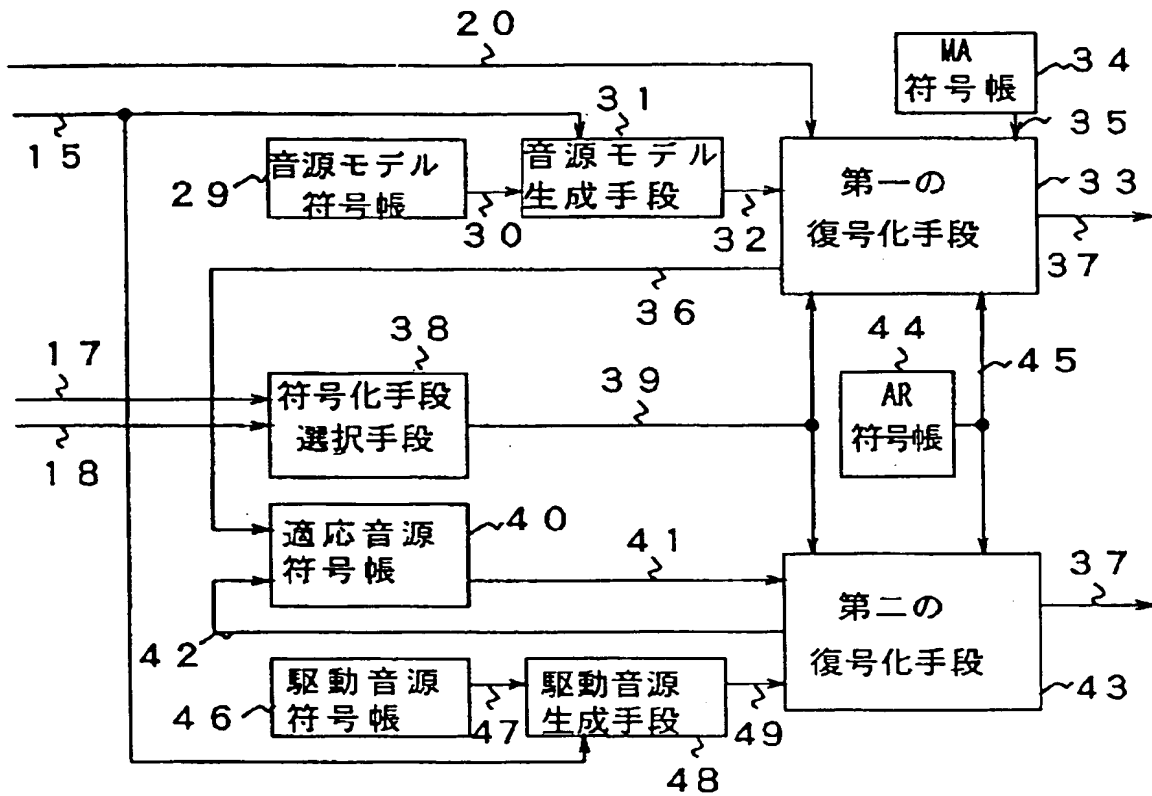 20
MA
符号帳
34
35
15
31
29
音源モデル
符号帳
30
音源モデル
生成手段
32
第一の
復号化手段
33
37
36
17
18
38
符号化手段
選択手段
39
44
AR
符号帳
45
適応音源
符号帳
40
41
42
第二の
復号化手段
37
43
46
駆動音源
符号帳
47
駆動音源
生成手段
49
48